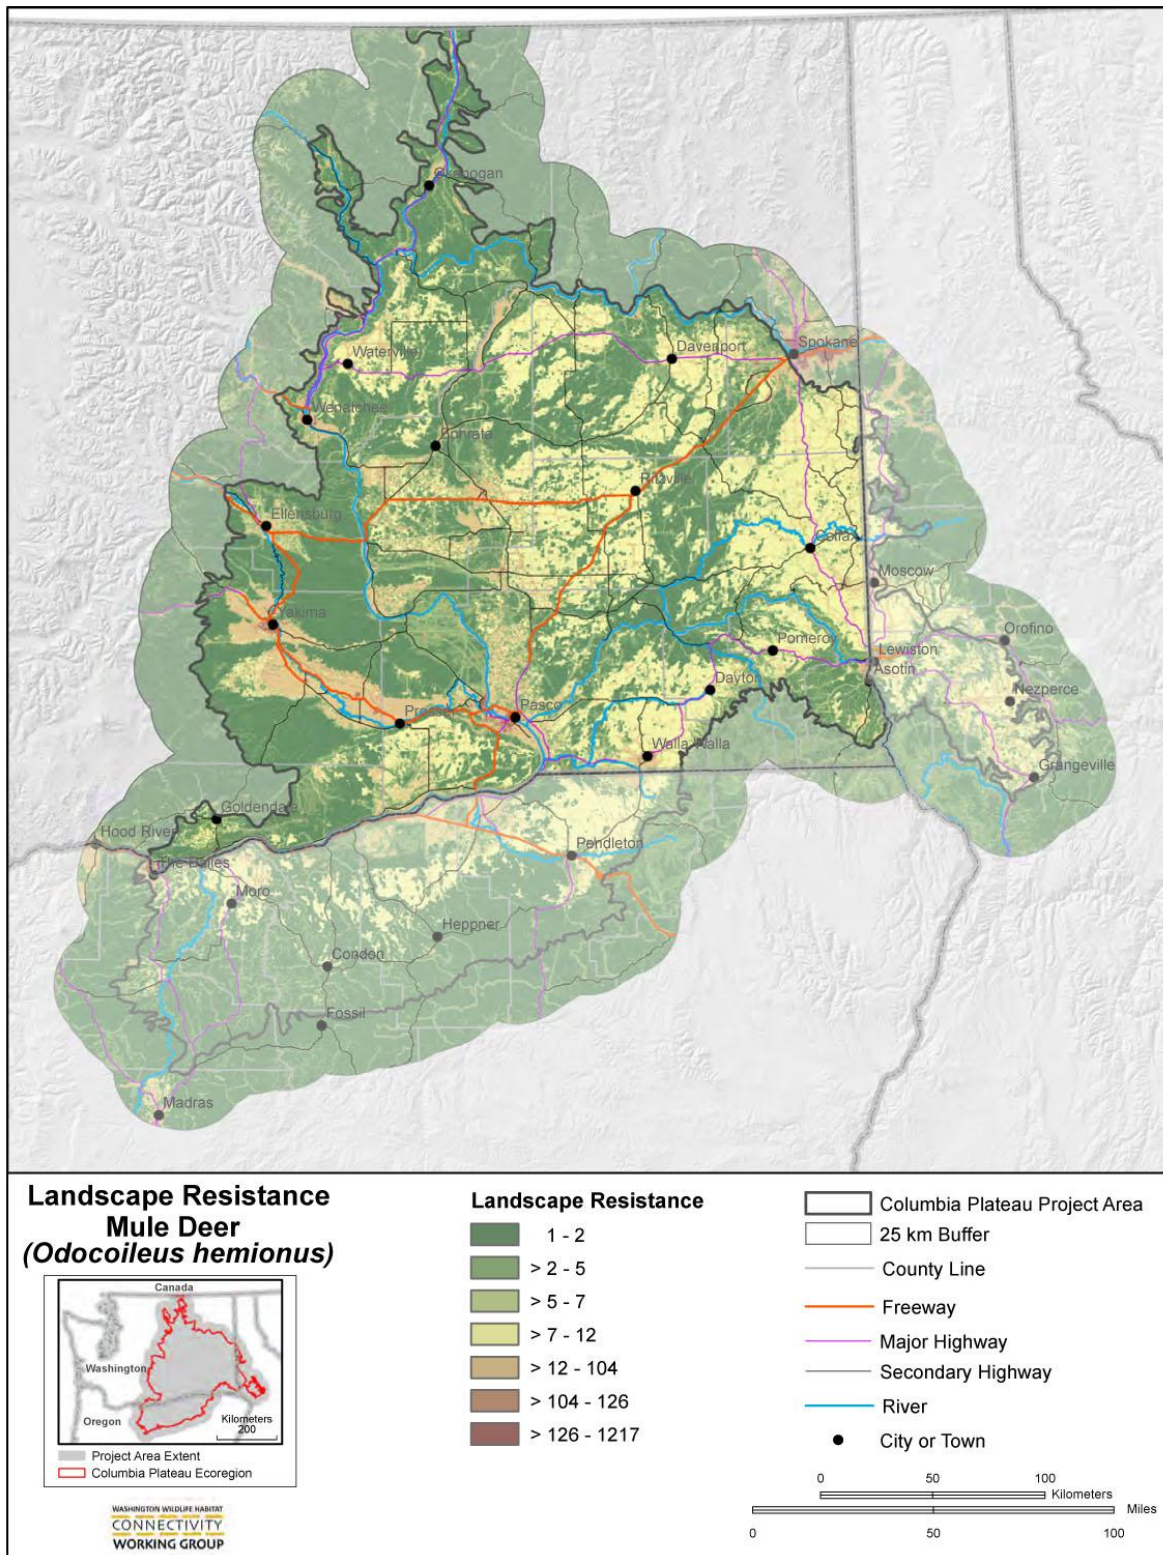 Okanogan
Waterville
Davenport
Spokane
Wenatchee
Ephrata
Ritzville
Ellensburg
Colfax
Moscow
Yakima
Orofino
Pomeroy
Lewiston
Asotin
Nezperce
Dayton
Prosser
Pasco
Walla Walla
Grangeville
Goldendale
Hood River
The Dalles
Pendleton
Moro
Heppner
Condon
Fossil
Madras
Landscape Resistance
Mule Deer
(Odocoileus hemionus)
Canada
Washington
Oregon
Kilometers
200
Project Area Extent
Columbia Plateau Ecoregion
WASHINGTON WILDLIFE HABITAT
CONNECTIVITY
WORKING GROUP
Landscape Resistance
1 - 2
> 2 - 5
> 5 - 7
> 7 - 12
> 12 - 104
> 104 - 126
> 126 - 1217
Columbia Plateau Project Area
25 km Buffer
County Line
Freeway
Major Highway
Secondary Highway
River
City or Town
0 50 100
Kilometers
Miles
0 50 100